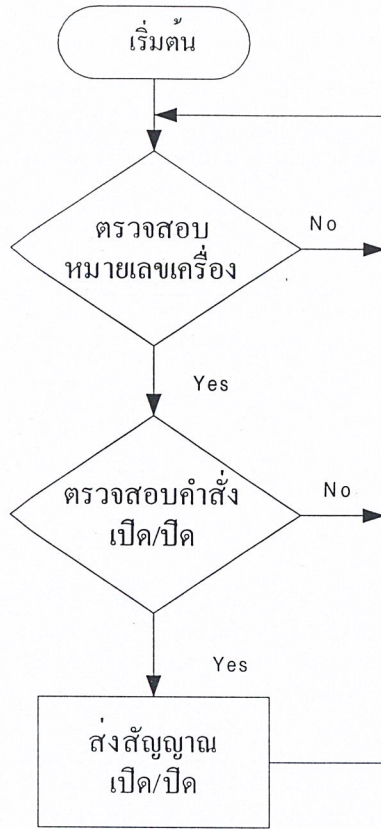 เริ่มต้น
ตรวจสอบ
หมายเลขเครื่อง
No
Yes
ตรวจสอบคำสั่ง
เปิด/ปิด
No
Yes
ส่งสัญญาณ
เปิด/ปิด